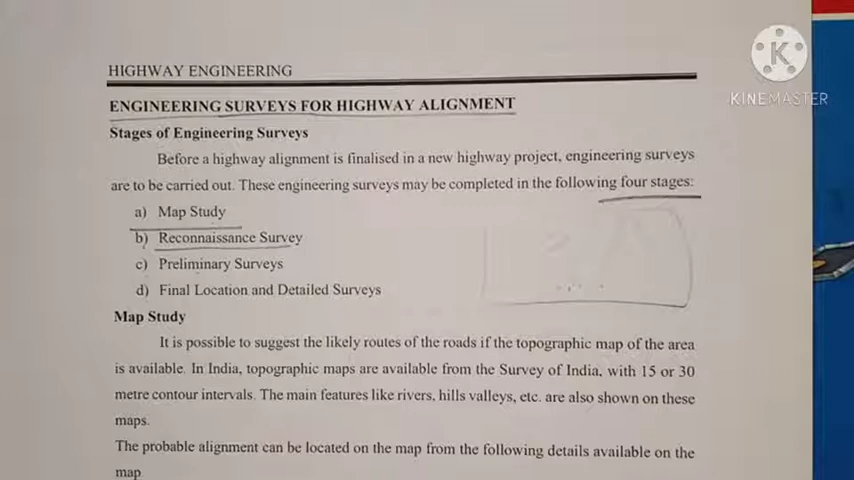 K
KINEMASTER
HIGHWAY ENGINEERING
ENGINEERING SURVEYS FOR HIGHWAY ALIGNMENT
Stages of Engineering Surveys
Before a highway alignment is finalised in a new highway project, engineering surveys
are to be carried out. These engineering surveys may be completed in the following four stages:
a) Map Study
b) Reconnaissance Survey
c) Preliminary Surveys
d) Final Location and Detailed Surveys
Map Study
It is possible to suggest the likely routes of the roads if the topographic map of the area
is available. In India, topographic maps are available from the Survey of India, with 15 or 30
metre contour intervals. The main features like rivers, hills valleys, etc. are also shown on these
maps.
The probable alignment can be located on the map from the following details available on the
map